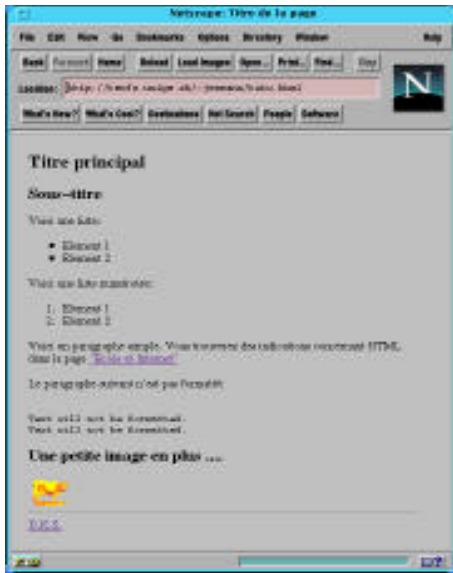 Netscape: Titre de la page
File Edit View Go Bookmarks Options Directory Window Help
Back Forward Home Reload Load Images Open... Print... Find... Stop
Location:
What's New? What's Cool? Destinations Net Search People Software
N
Titre principal
Sous-titre
Voici une liste:
Element 1
Element 2
Voici une liste numérotée:
1. Element 1
2. Element 2
Voici un paragraphe simple. Vous trouverez des indications concernant HTML
dans la page "Ecole et Internet"
Le paragraphe suivant n'est pas formatté:
Text will not be formatted.
Text will not be formatted.
Une petite image en plus ....